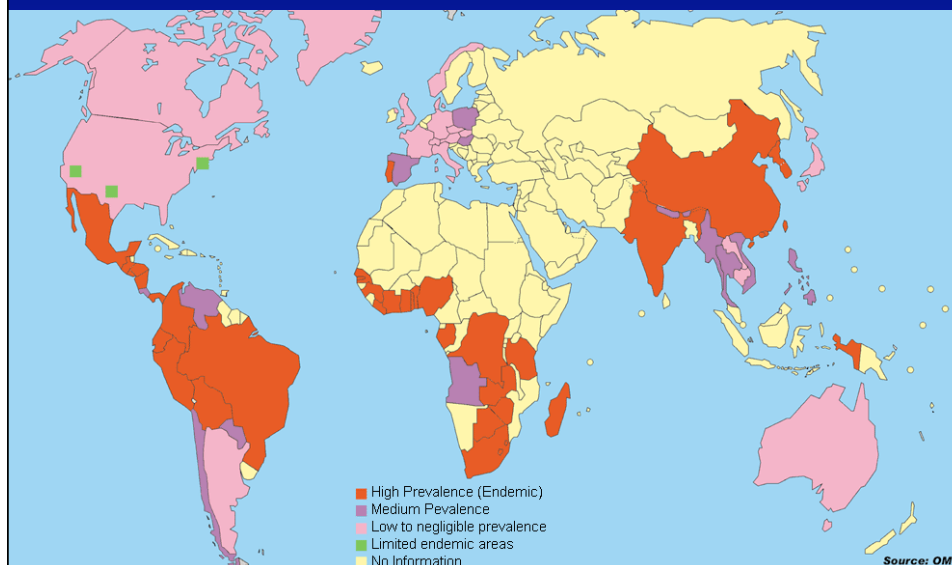 High Prevalence (Endemic)
Medium Pevalence
Low to negligible prevalence
Limited endemic areas
No Information
Source: OM